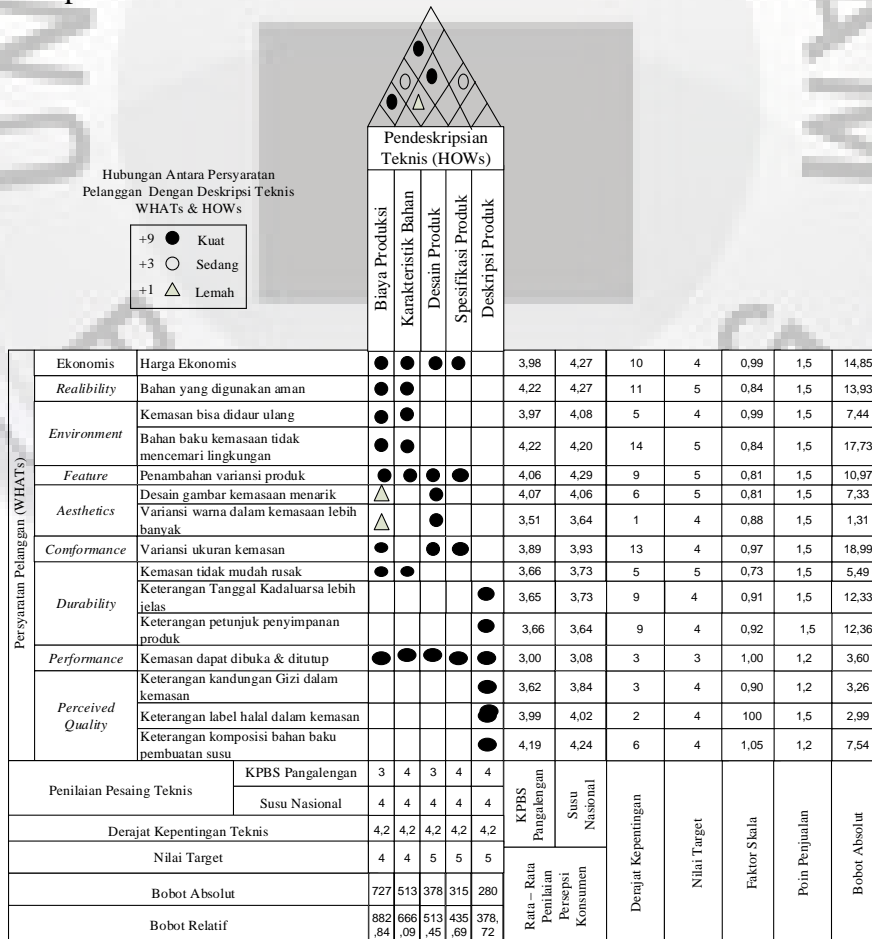 Pendeskripsian
Teknis (HOWs)
Hubungan Antara Persyaratan
Pelanggan Dengan Deskripsi Teknis
WHATs & HOWs
+9 Kuat
+3 Sedang
+1 Lemah
Biaya Produksi
Karakteristik Bahan
Desain Produk
Spesifikasi Produk
Deskripsi Produk
Persyaratan Pelanggan (WHATs)
Ekonomis Harga Ekonomis 3,98 4,27 10 4 0,99 1,5 14,85
Realibility Bahan yang digunakan aman 4,22 4,27 11 5 0,84 1,5 13,93
Environment
Kemasan bisa didaur ulang 3,97 4,08 5 4 0,99 1,5 7,44
Bahan baku kemasaan tidak
mencemari lingkungan 4,22 4,20 14 5 0,84 1,5 17,73
Feature Penambahan variansi produk 4,06 4,29 9 5 0,81 1,5 10,97
Aesthetics
Desain gambar kemasaan menarik 4,07 4,06 6 5 0,81 1,5 7,33
Variansi warna dalam kemasaan lebih
banyak 3,51 3,64 1 4 0,88 1,5 1,31
Comformance Variansi ukuran kemasan 3,89 3,93 13 4 0,97 1,5 18,99
Durability
Kemasan tidak mudah rusak 3,66 3,73 5 5 0,73 1,5 5,49
Keterangan Tanggal Kadaluarsa lebih
jelas 3,65 3,73 9 4 0,91 1,5 12,33
Keterangan petunjuk penyimpanan
produk 3,66 3,64 9 4 0,92 1,5 12,36
Performance Kemasan dapat dibuka & ditutup 3,00 3,08 3 3 1,00 1,2 3,60
Perceived
Quality
Keterangan kandungan Gizi dalam
kemasan 3,62 3,84 3 4 0,90 1,2 3,26
Keterangan label halal dalam kemasan 3,99 4,02 2 4 100 1,5 2,99
Keterangan komposisi bahan baku
pembuatan susu 4,19 4,24 6 4 1,05 1,2 7,54
Penilaian Pesaing Teknis
KPBS Pangalengan 3 4 3 4 4
Susu Nasional 4 4 4 4 4
Derajat Kepentingan Teknis 4,2 4,2 4,2 4,2 4,2
Nilai Target 4 4 5 5 5
Bobot Absolut 727 513 378 315 280
Bobot Relatif 882,84 666,09 513,45 435,69 378,72
KPBS
Pangalengan
Susu
Nasional
Rata – Rata
Penilaian
Persepsi
Konsumen
Derajat Kepentingan
Nilai Target
Faktor Skala
Poin Penjualan
Bobot Absolut